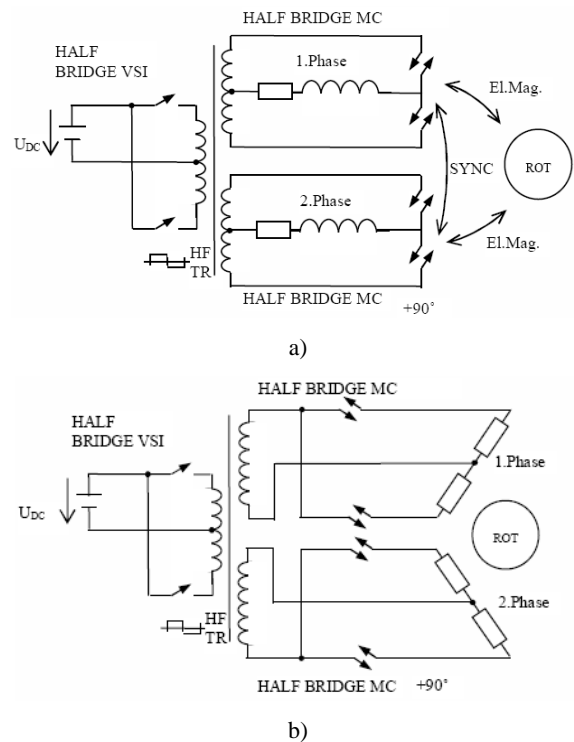 HALF BRIDGE MC
HALF
BRIDGE VSI
1.Phase
El.Mag.
UDC
SYNC
ROT
2.Phase
El.Mag.
HF
TR
HALF BRIDGE MC
+90°
a)
HALF BRIDGE MC
HALF
BRIDGE VSI
1.Phase
UDC
ROT
2.Phase
HF
TR
HALF BRIDGE MC +90°
b)